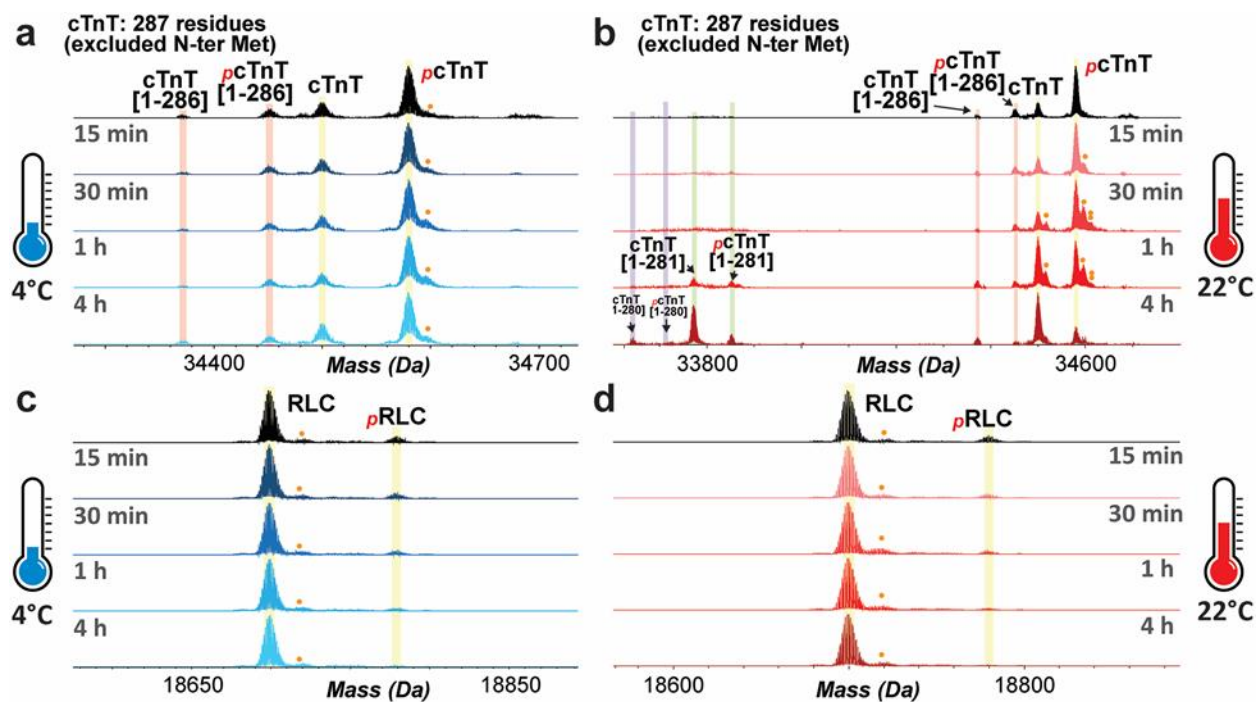 a
cTnT: 287 residues
(excluded N-ter Met)
cTnT
[1-286]
pcTnT
[1-286]
cTnT
pcTnT
15 min
30 min
1 h
4 h
4°C
34400
Mass (Da)
34700
b
cTnT: 287 residues
(excluded N-ter Met)
cTnT
[1-286]
pcTnT
[1-286]
cTnT
pcTnT
15 min
30 min
1 h
4 h
cTnT
[1-281]
pcTnT
[1-281]
cTnT
1-280]
pcTnT
[1-280]
22°C
33800
Mass (Da)
34600
c
RLC
pRLC
15 min
30 min
1 h
4 h
4°C
18650
Mass (Da)
18850
d
RLC
pRLC
15 min
30 min
1 h
4 h
22°C
18600
Mass (Da)
18800